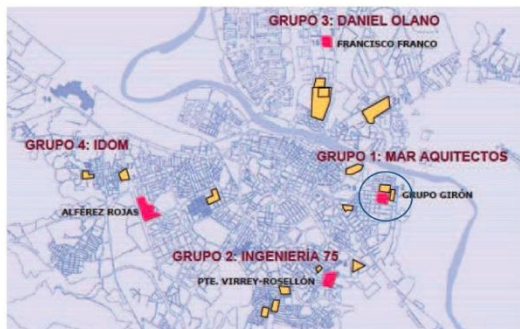 GRUPO 3: DANIEL OLANO
FRANCISCO FRANCO
GRUPO 4: IDOM
GRUPO 1: MAR AQUITECTOS
GRUPO GIRÓN
ALFÉREZ ROJAS
GRUPO 2: INGENIERÍA 75
PTE. VIRREY-ROSELLÓN